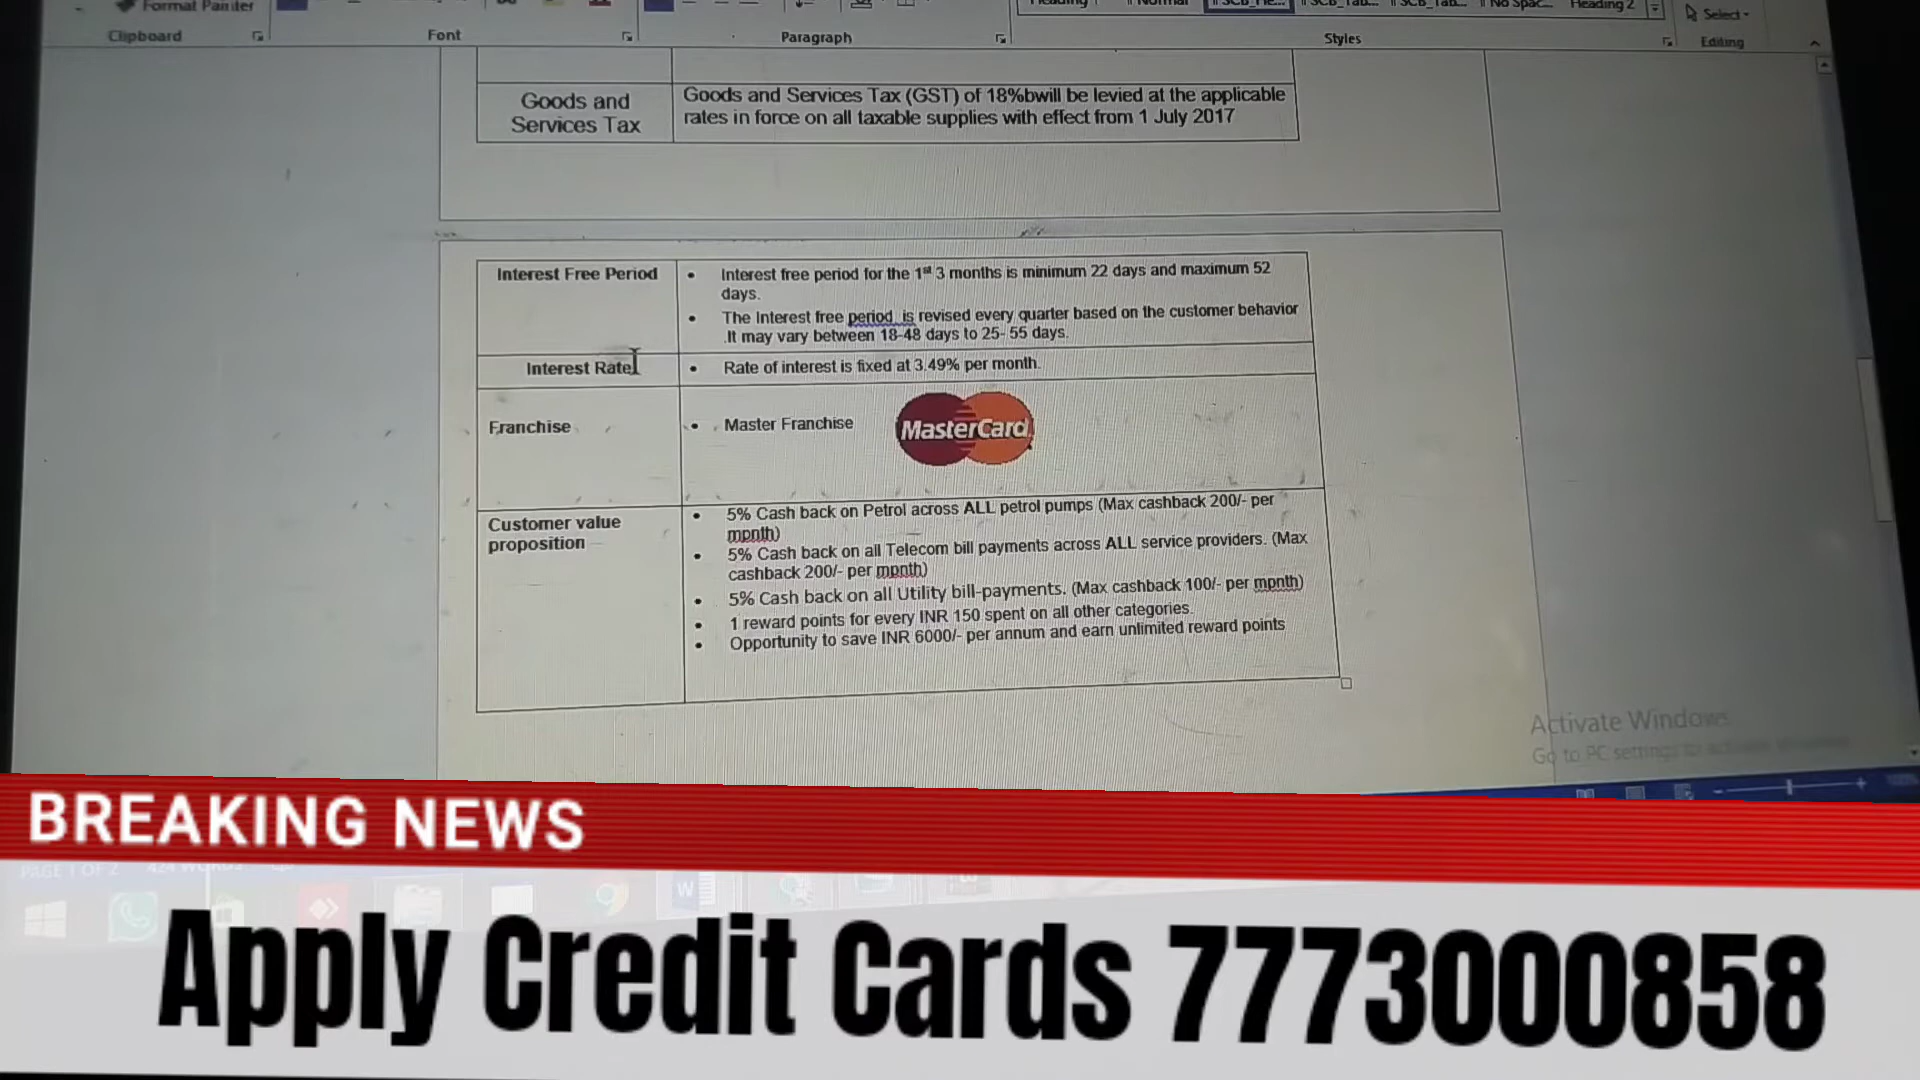 Format Painter
Clipboard
Font
Paragraph
Styles
Heading 2
Select
Editing
Goods and Services Tax
Goods and Services Tax (GST) of 18%bwill be levied at the applicable
rates in force on all taxable supplies with effect from 1 July 2017
Interest Free Period
• Interest free period for the 1st 3 months is minimum 22 days and maximum 52
days.
• The Interest free period is revised every quarter based on the customer behavior
.It may vary between 18-48 days to 25- 55 days.
Interest Rate
• Rate of interest is fixed at 3.49% per month.
Franchise
• Master Franchise
MasterCard
Customer value
proposition
• 5% Cash back on Petrol across ALL petrol pumps (Max cashback 200/- per
mpnth)
• 5% Cash back on all Telecom bill payments across ALL service providers. (Max
cashback 200/- per mpnth)
• 5% Cash back on all Utility bill-payments. (Max cashback 100/- per mpnth)
• 1 reward points for every INR 150 spent on all other categories.
• Opportunity to save INR 6000/- per annum and earn unlimited reward points
Activate Windows
Go to PC settings to
BREAKING NEWS
PAGE 1 OF 2
Apply Credit Cards 7773000858